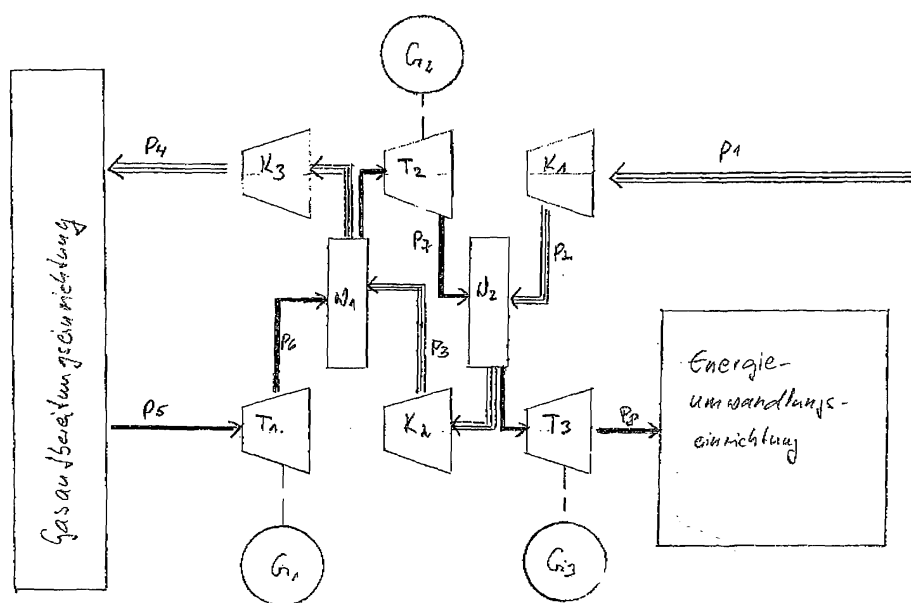 G2
P4
K3
T2
K1
P1
Gasaufbereitungseinrichtung
P7
P2
W1
W2
P6
P3
Energie-
umwandlungs-
einrichtung
P5
T1.
K2
T3
P8
G1
G3